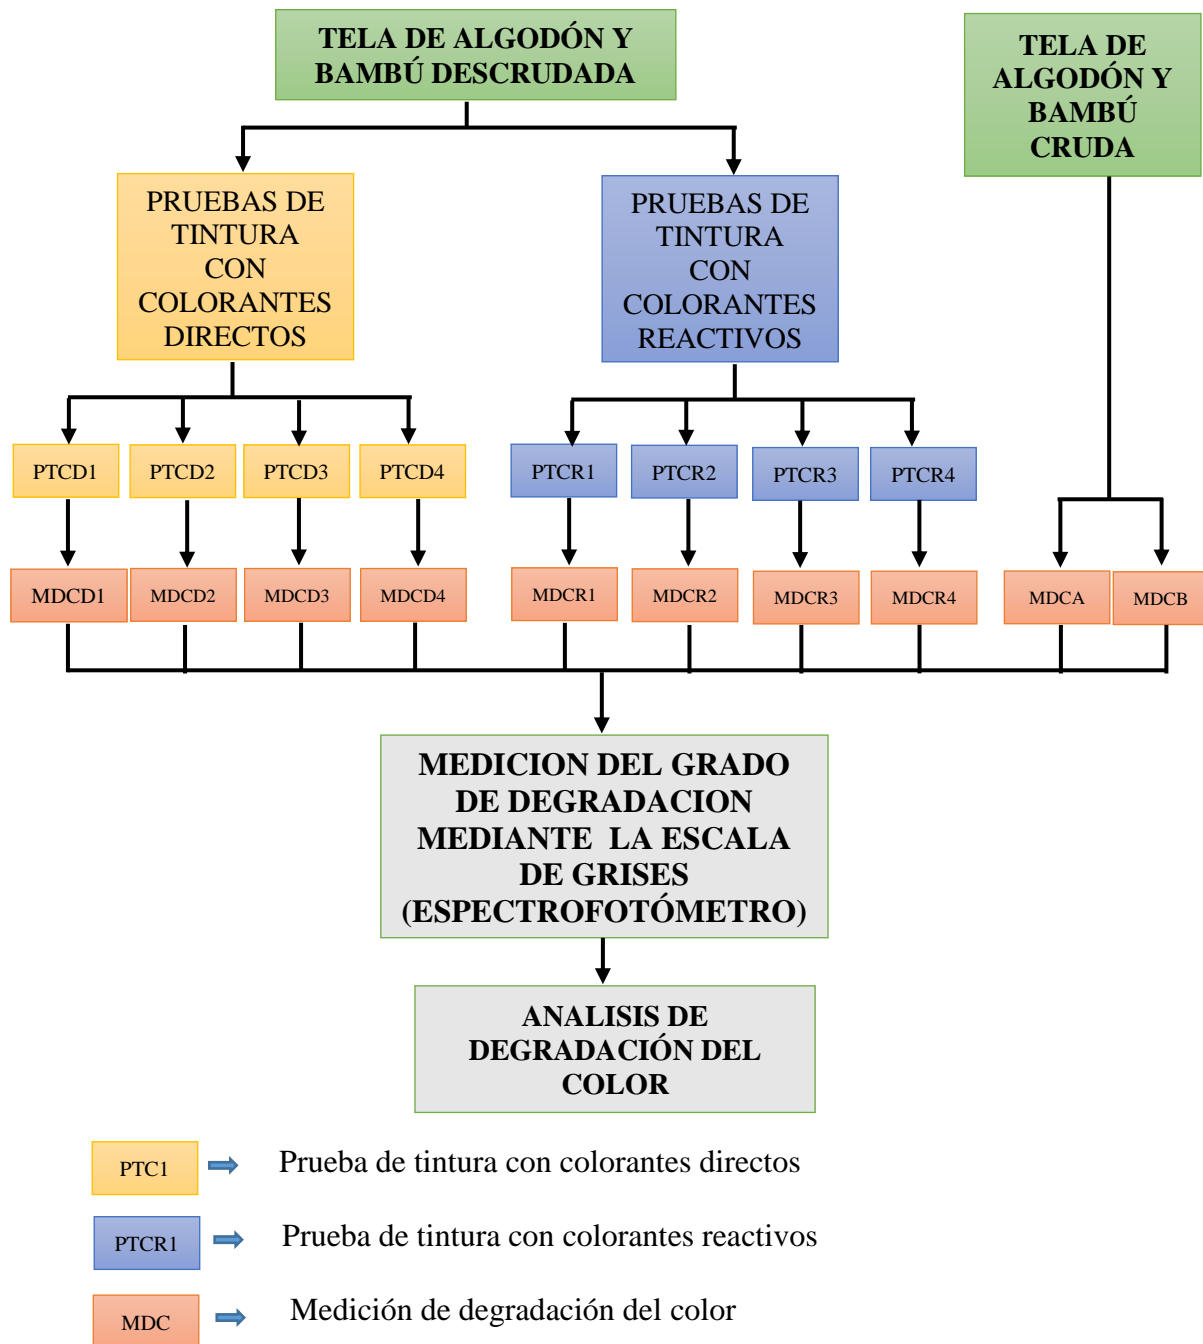 TELA DE ALGODÓN Y
BAMBÚ DESCRUDADA
TELA DE
ALGODÓN Y
BAMBÚ
CRUDA
PRUEBAS DE
TINTURA
CON
COLORANTES
DIRECTOS
PRUEBAS DE
TINTURA
CON
COLORANTES
REACTIVOS
PTCD1
PTCD2
PTCD3
PTCD4
PTCR1
PTCR2
PTCR3
PTCR4
MDCD1
MDCD2
MDCD3
MDCD4
MDCR1
MDCR2
MDCR3
MDCR4
MDCA
MDCB
MEDICION DEL GRADO
DE DEGRADACION
MEDIANTE LA ESCALA
DE GRISES
(ESPECTROFOTÓMETRO)
ANALISIS DE
DEGRADACIÓN DEL
COLOR
PTC1
Prueba de tintura con colorantes directos
PTCR1
Prueba de tintura con colorantes reactivos
MDC
Medición de degradación del color